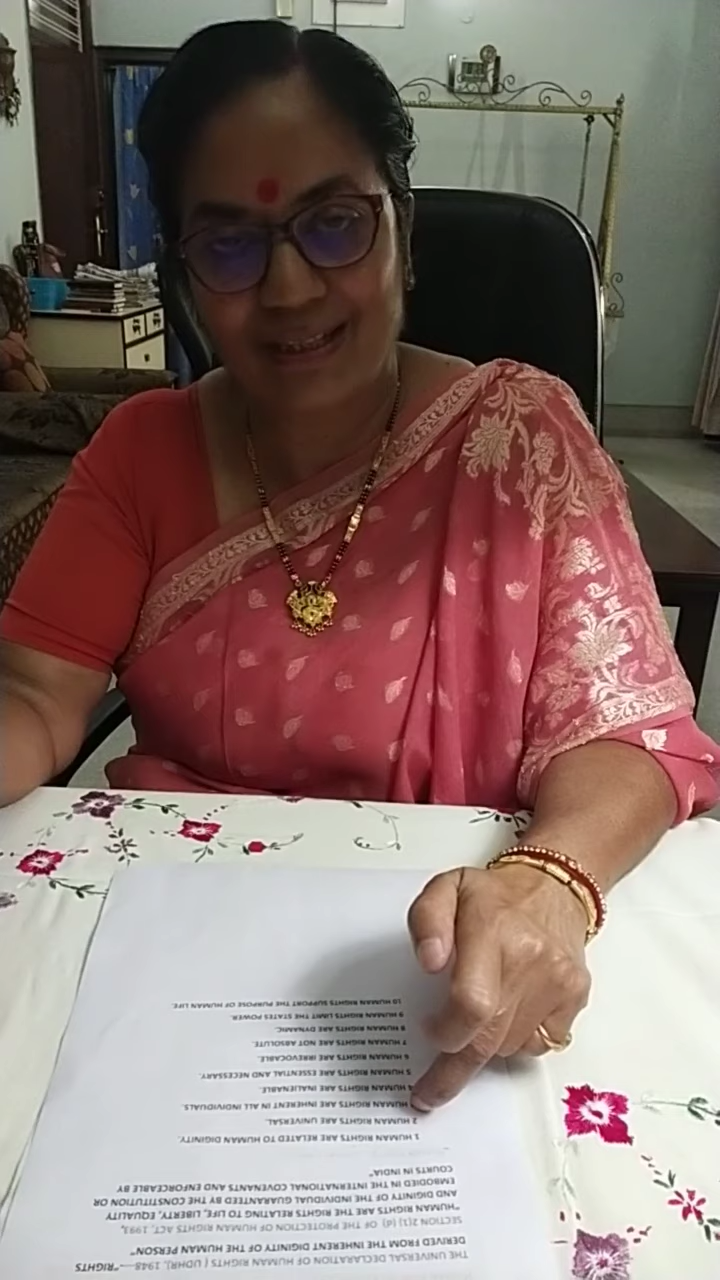 THE UNIVERSAL DECLARATION OF HUMAN RIGHTS ( UDHR), 1948 —"RIGHTS
DERIVED FROM THE INHERENT DIGINITY OF THE HUMAN PERSON"
SECTION 2(1) (d) OF THE PROTECTION OF HUMAN RIGHTS ACT, 1993,
"HUMAN RIGHTS ARE THE RIGHTS RELATING TO LIFE, LIBERTY, EQUALITY
AND DIGINITY OF THE INDIVIDUAL GUARANTEED BY THE CONSTITUTION OR
EMBODIED IN THE INTERNATIONAL COVENANTS AND ENFORCEABLE BY
COURTS IN INDIA"
1 HUMAN RIGHTS ARE RELATED TO HUMAN DIGINITY.
2 HUMAN RIGHTS ARE UNIVERSAL.
HUMAN RIGHTS ARE INHERENT IN ALL INDIVIDUALS.
4 HUMAN RIGHTS ARE INALIENABLE.
5 HUMAN RIGHTS ARE ESSENTIAL AND NECESSARY.
6 HUMAN RIGHTS ARE IRREVOCABLE.
7 HUMAN RIGHTS ARE NOT ABSOLUTE.
8 HUMAN RIGHTS ARE DYNAMIC.
9 HUMAN RIGHTS LIMIT THE STATES POWER.
10 HUMAN RIGHTS SUPPORT THE PURPOSE OF HUMAN LIFE.